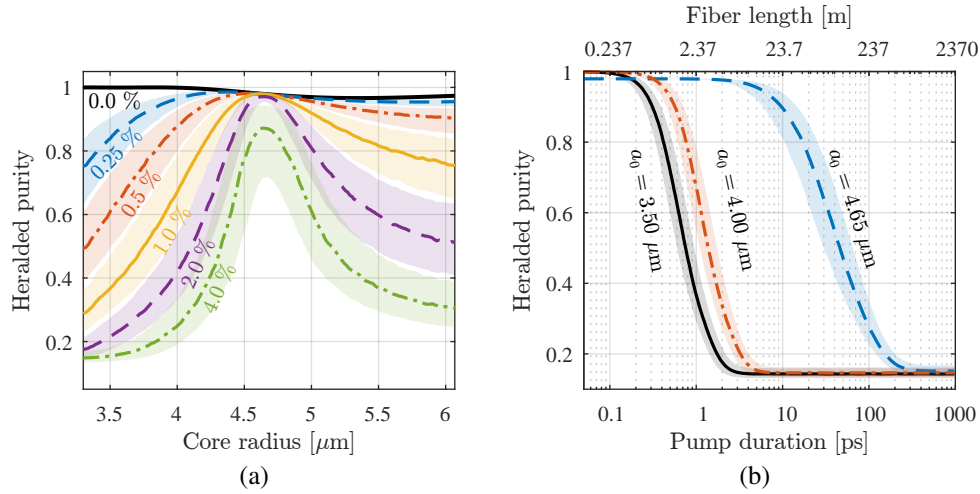 Fiber length [m]
0.237 2.37 23.7 237 2370
Heralded purity
1
0.8
0.6
0.4
0.2
0.0 %
0.25 %
0.5 %
1.0 %
2.0 %
4.0 %
3.5 4 4.5 5 5.5 6
Core radius [μm]
(a)
Heralded purity
1
0.8
0.6
0.4
0.2
a₀ = 3.50 μm
a₀ = 4.00 μm
a₀ = 4.65 μm
0.1 1 10 100 1000
Pump duration [ps]
(b)